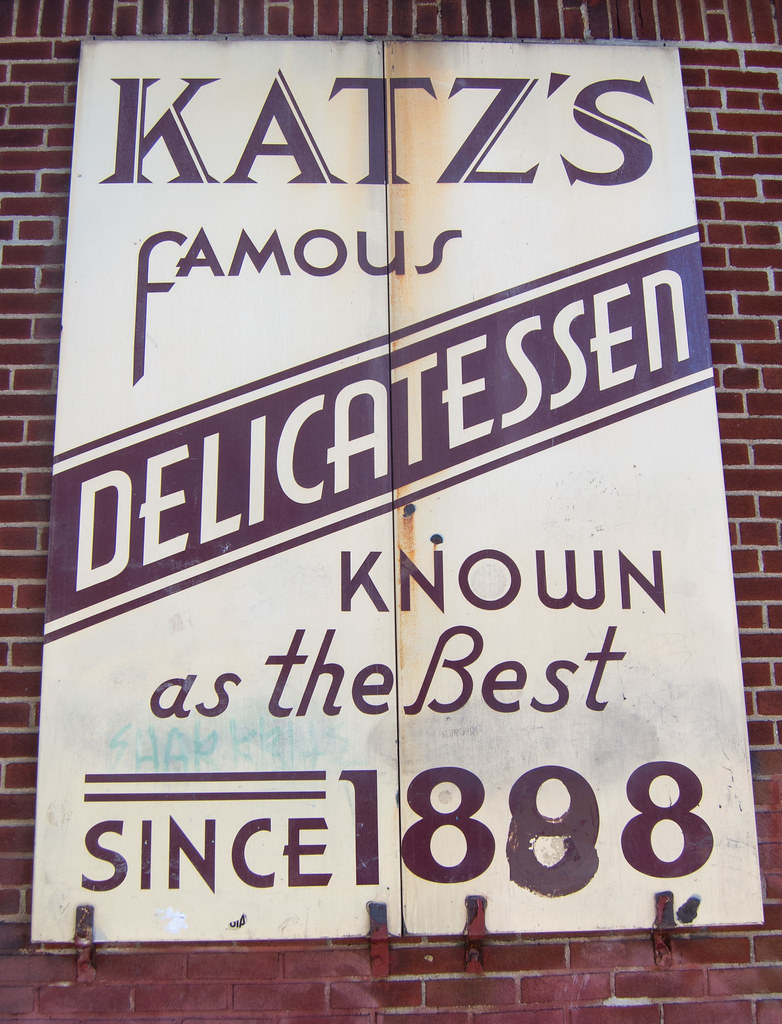 KATZ'S
FAMOUS
DELICATESSEN
KNOWN
as the Best
SINCE 1888